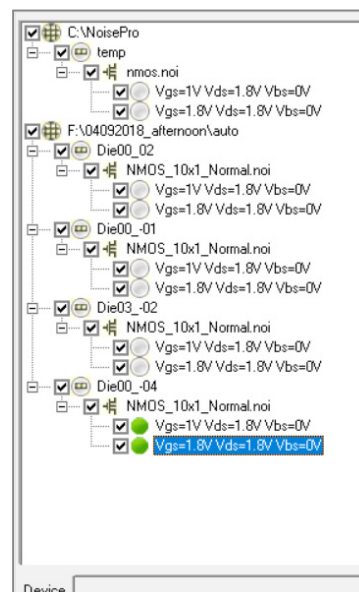 C:\NoisePro
temp
nmos.noi
Vgs=1V Vds=1.8V Vbs=0V
Vgs=1.8V Vds=1.8V Vbs=0V
F:\04092018_afternoon\auto
Die00_02
NMOS_10x1_Normal.noi
Vgs=1V Vds=1.8V Vbs=0V
Vgs=1.8V Vds=1.8V Vbs=0V
Die00_-01
NMOS_10x1_Normal.noi
Vgs=1V Vds=1.8V Vbs=0V
Vgs=1.8V Vds=1.8V Vbs=0V
Die03_-02
NMOS_10x1_Normal.noi
Vgs=1V Vds=1.8V Vbs=0V
Vgs=1.8V Vds=1.8V Vbs=0V
Die00_-04
NMOS_10x1_Normal.noi
Vgs=1V Vds=1.8V Vbs=0V
Vgs=1.8V Vds=1.8V Vbs=0V
Device